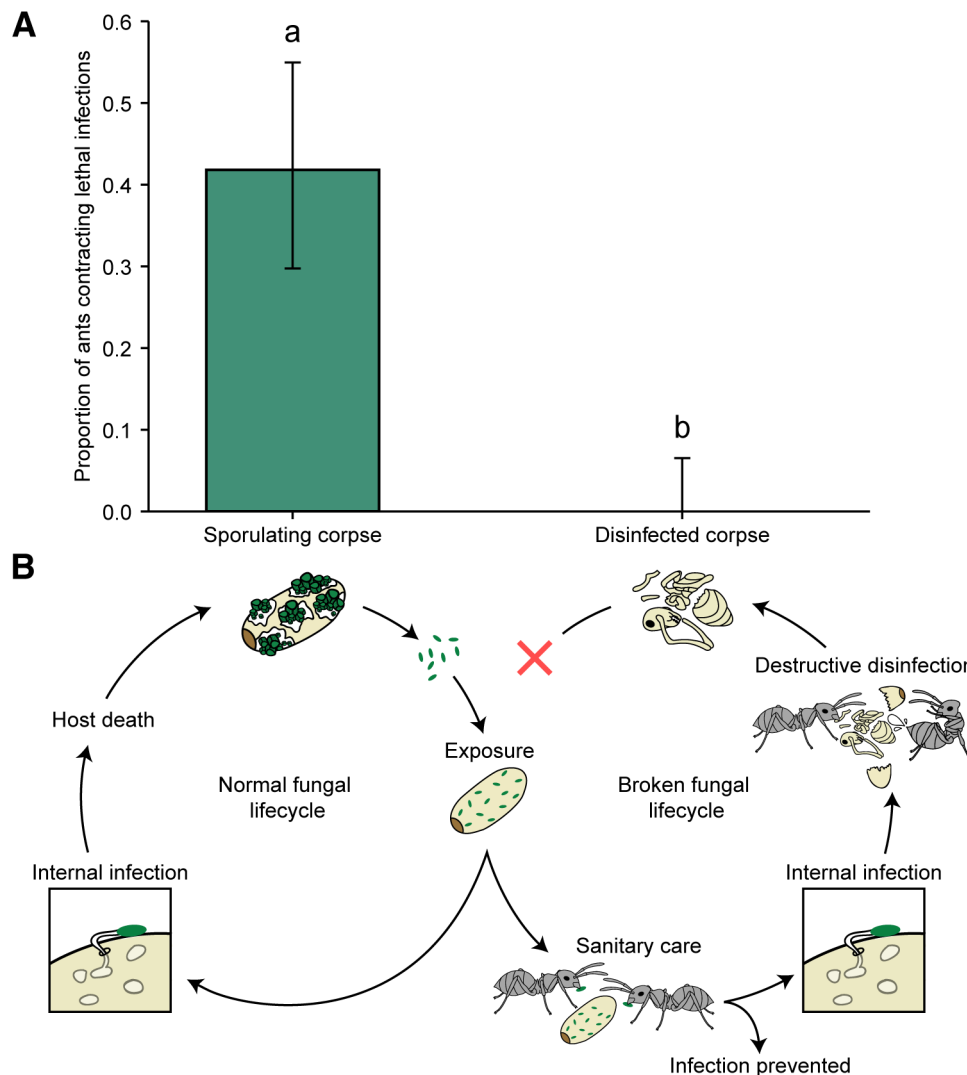 A
Proportion of ants contracting lethal infections
0.6
0.5
0.4
0.3
0.2
0.1
0.0
a
b
Sporulating corpse
Disinfected corpse
B
Destructive disinfection
Host death
Exposure
Normal fungal
lifecycle
Broken fungal
lifecycle
Internal infection
Internal infection
Sanitary care
Infection prevented